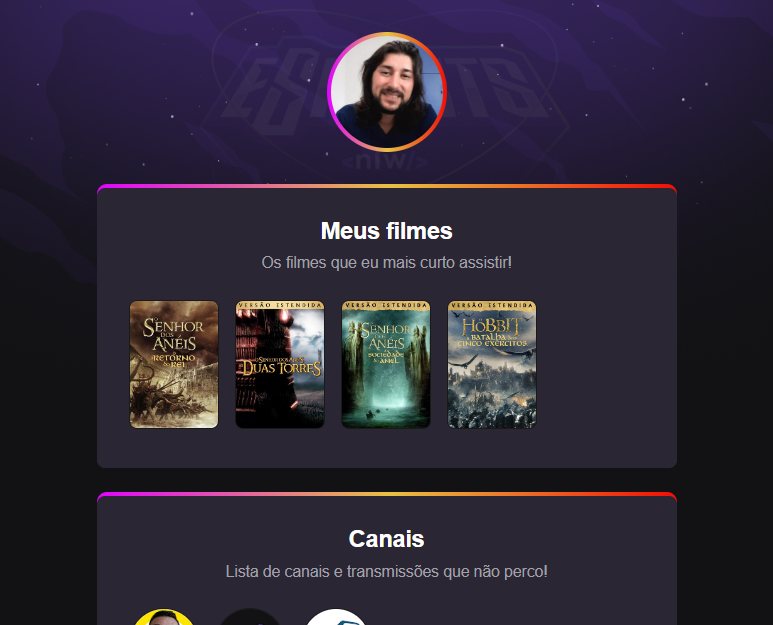 ESPORTS
<nlw/>
Meus filmes
Os filmes que eu mais curto assistir!
O SENHOR
DOS
ANÉIS
O RETORNO
DO REI
VERSÃO ESTENDIDA
O SENHOR DOS ANÉIS
AS DUAS TORRES
VERSÃO ESTENDIDA
O SENHOR
DOS
ANÉIS
A SOCIEDADE
DO ANEL
VERSÃO ESTENDIDA
O HOBBIT
A BATALHA DOS
CINCO EXÉRCITOS
Canais
Lista de canais e transmissões que não perco!